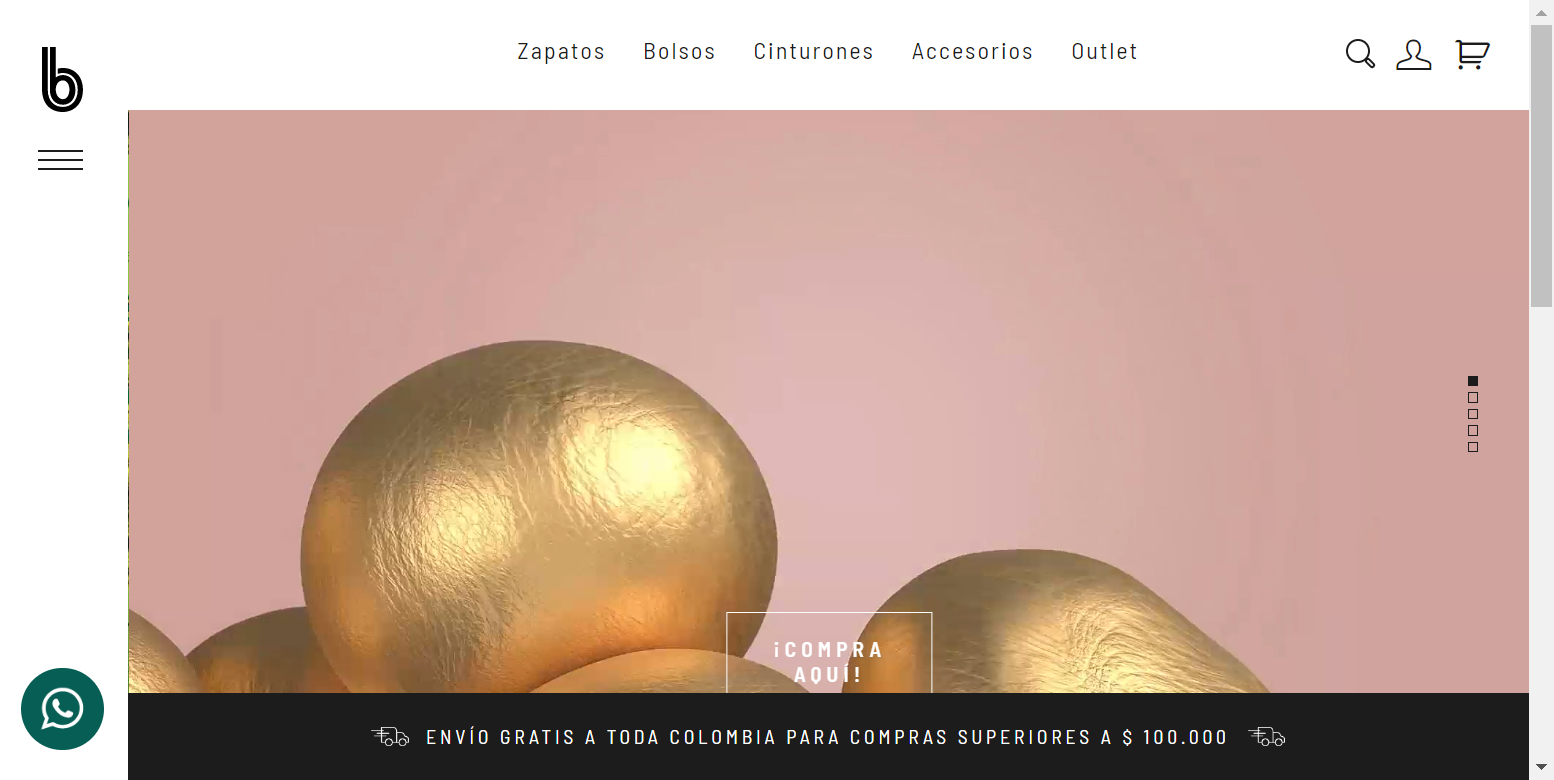 b
Zapatos Bolsos Cinturones Accesorios Outlet
¡COMPRA
AQUÍ!
ENVÍO GRATIS A TODA COLOMBIA PARA COMPRAS SUPERIORES A $ 100.000